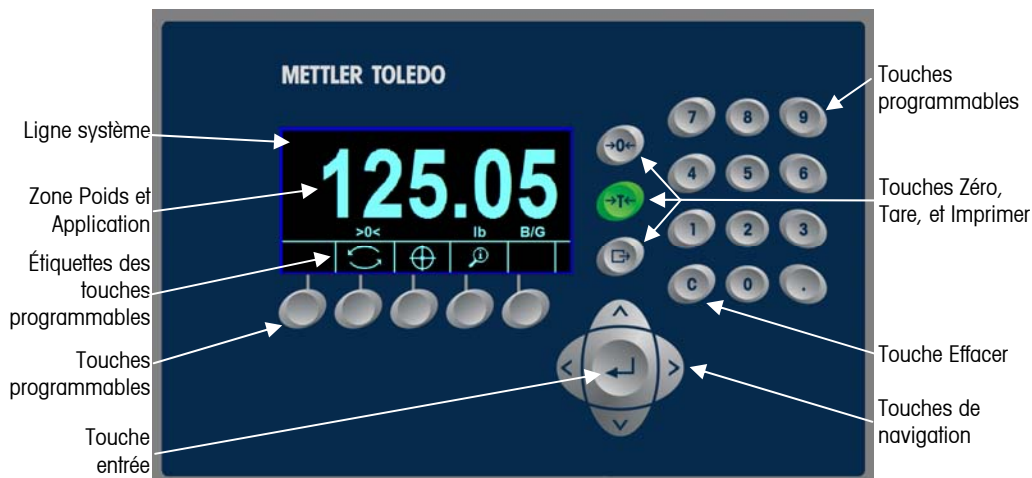 METTLER TOLEDO
Ligne système
Zone Poids et
Application
Étiquettes des
touches
programmables
Touches
programmables
Touche
entrée
125.05
>0<
lb
B/G
→0←
→T←
7
8
9
4
5
6
1
2
3
C
0
.
Touches
programmables
Touches Zéro,
Tare, et Imprimer
Touche Effacer
Touches de
navigation